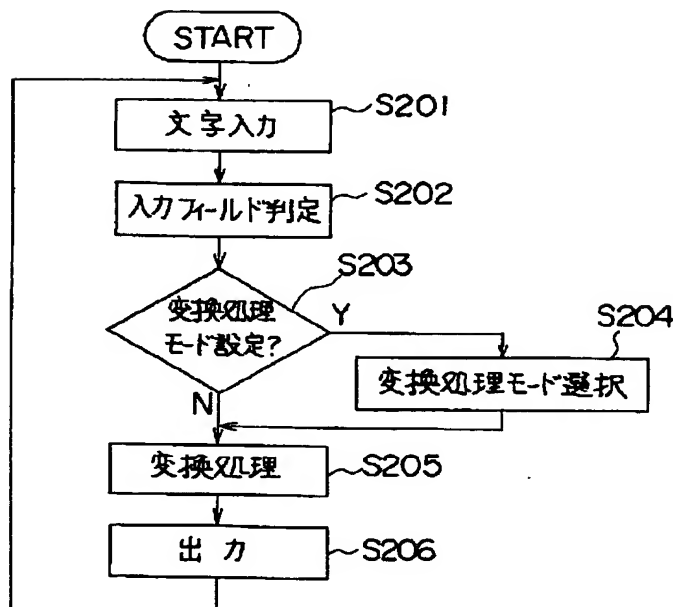 START
文字入力
S201
入力フィールド判定
S202
変換処理
モード設定?
S203
Y
N
S204
変換処理モード選択
変換処理
S205
出力
S206